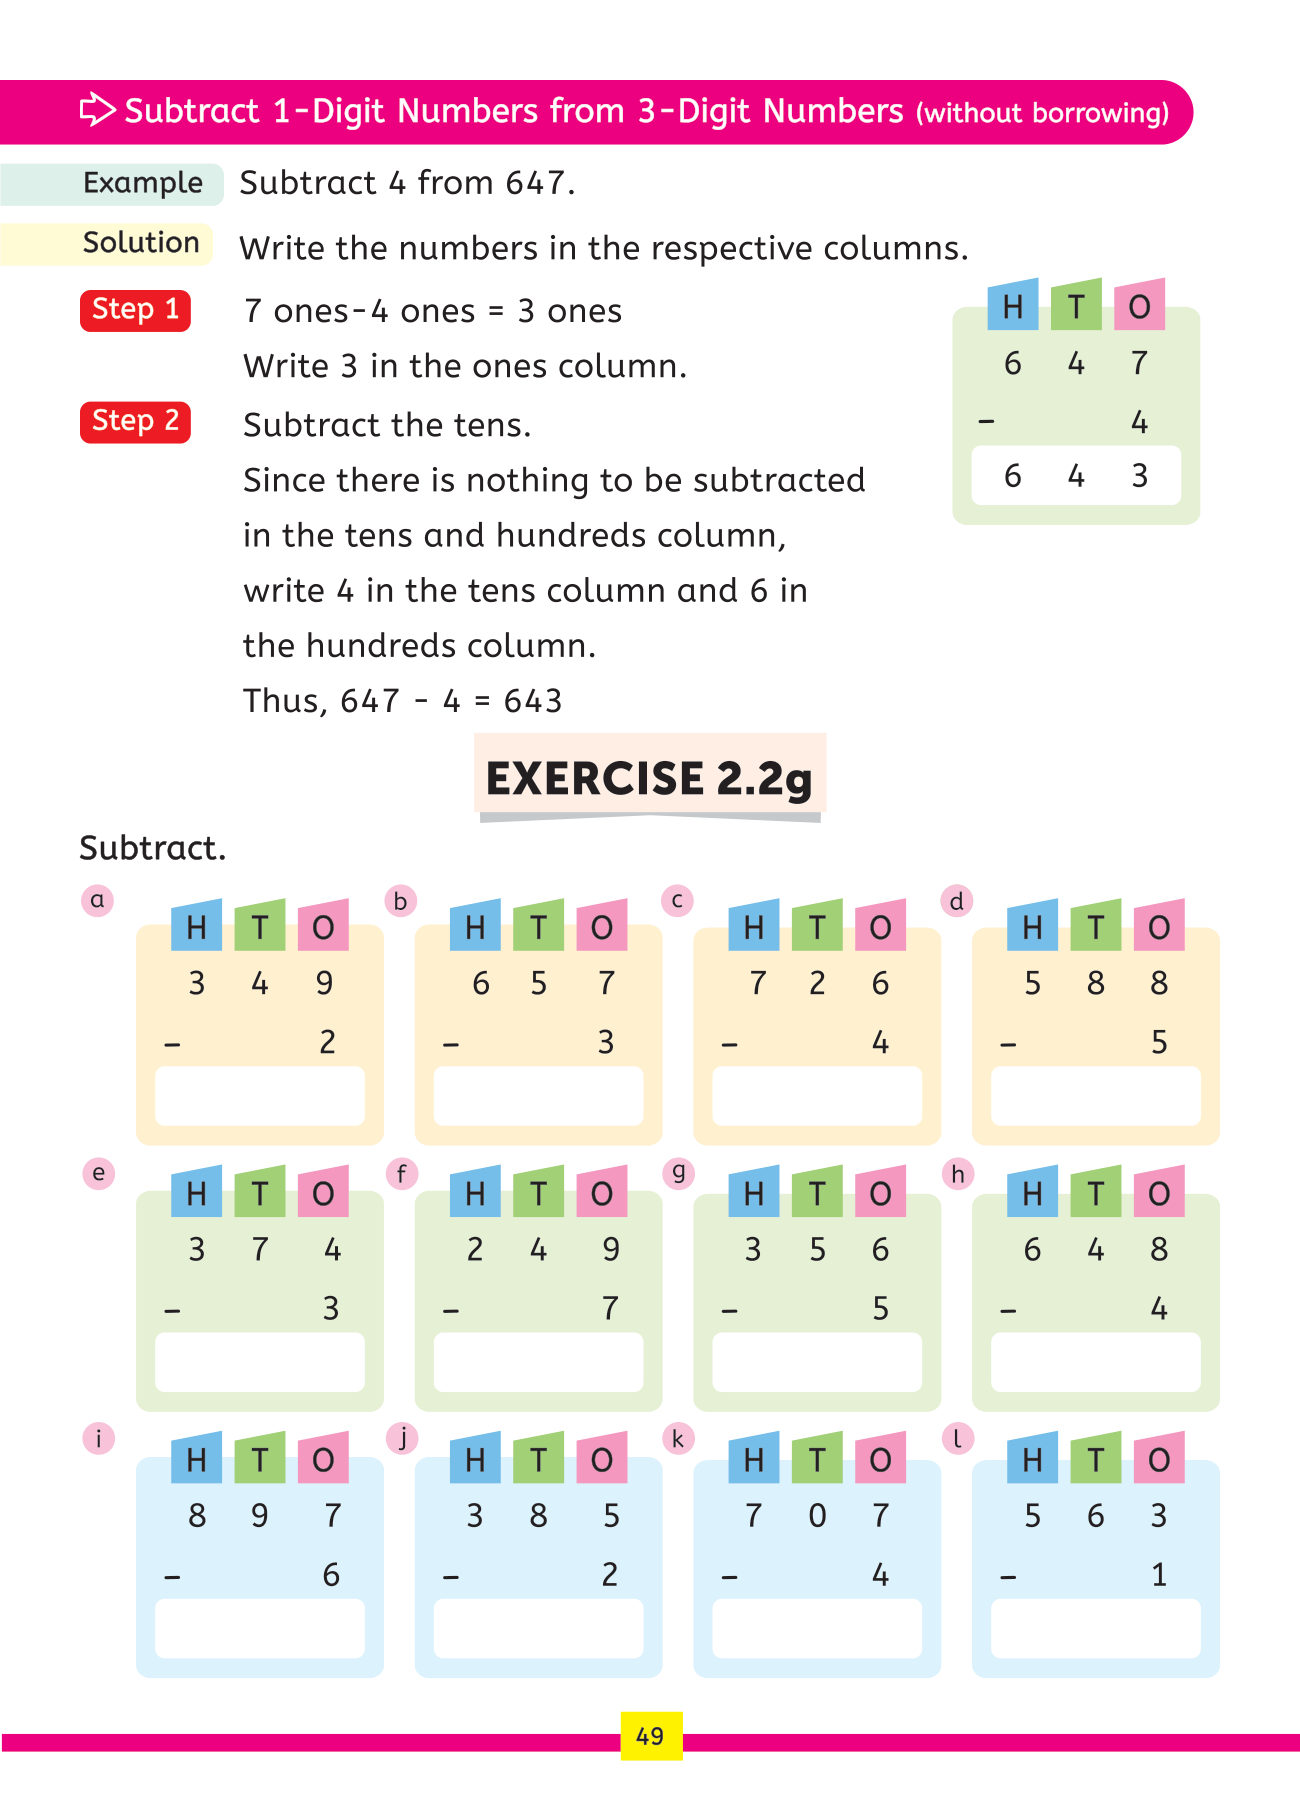 Subtract 1-Digit Numbers from 3-Digit Numbers (without borrowing)
Example Subtract 4 from 647.
Solution Write the numbers in the respective columns.
Step 1 7 ones-4 ones = 3 ones
Write 3 in the ones column.
Step 2 Subtract the tens.
Since there is nothing to be subtracted
in the tens and hundreds column,
write 4 in the tens column and 6 in
the hundreds column.
Thus, 647 - 4 = 643
H T O
6 4 7
- 4
6 4 3
EXERCISE 2.2g
Subtract.
a
H T O
3 4 9
- 2
b
H T O
6 5 7
- 3
c
H T O
7 2 6
- 4
d
H T O
5 8 8
- 5
e
H T O
3 7 4
- 3
f
H T O
2 4 9
- 7
g
H T O
3 5 6
- 5
h
H T O
6 4 8
- 4
i
H T O
8 9 7
- 6
j
H T O
3 8 5
- 2
k
H T O
7 0 7
- 4
l
H T O
5 6 3
- 1
49